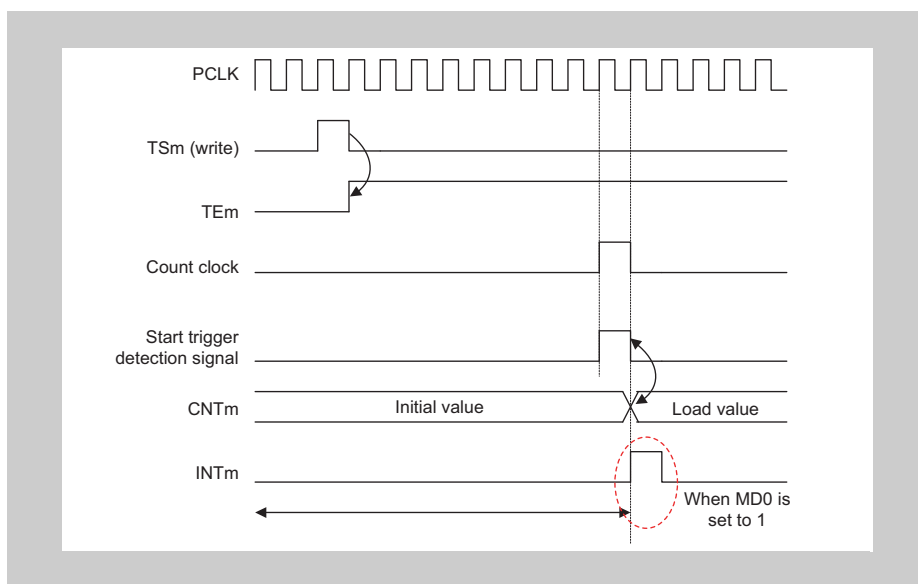 PCLK
TSm (write)
TEm
Count clock
Start trigger
detection signal
CNTm
Initial value
Load value
INTm
When MD0 is
set to 1